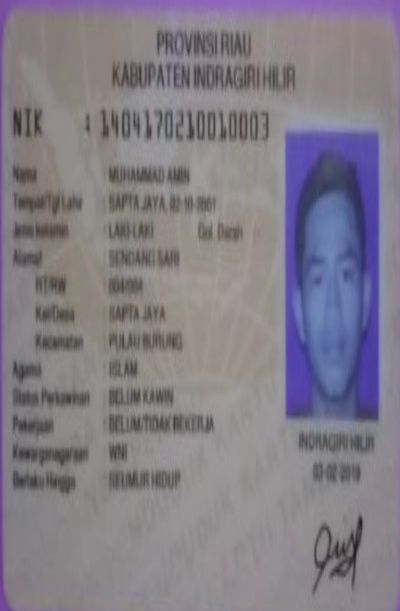 PROVINSI RIAU
KABUPATEN INDRAGIRI HILIR
NIK : 1404170210010003
Nama : MUHAMMAD AMIN
Tempat/Tgl Lahir : SAPTA JAYA, 02-10-2001
Jenis kelamin : LAKI-LAKI Gol. Darah
Alamat : SENDANG SARI
RT/RW : 004/004
Kel/Desa : SAPTA JAYA
Kecamatan : PULAU BURUNG
Agama : ISLAM
Status Perkawinan : BELUM KAWIN
Pekerjaan : BELUM/TIDAK BEKERJA
Kewarganegaraan : WNI
Berlaku Hingga : SEUMUR HIDUP
INDRAGIRI HILIR
03-02-2019